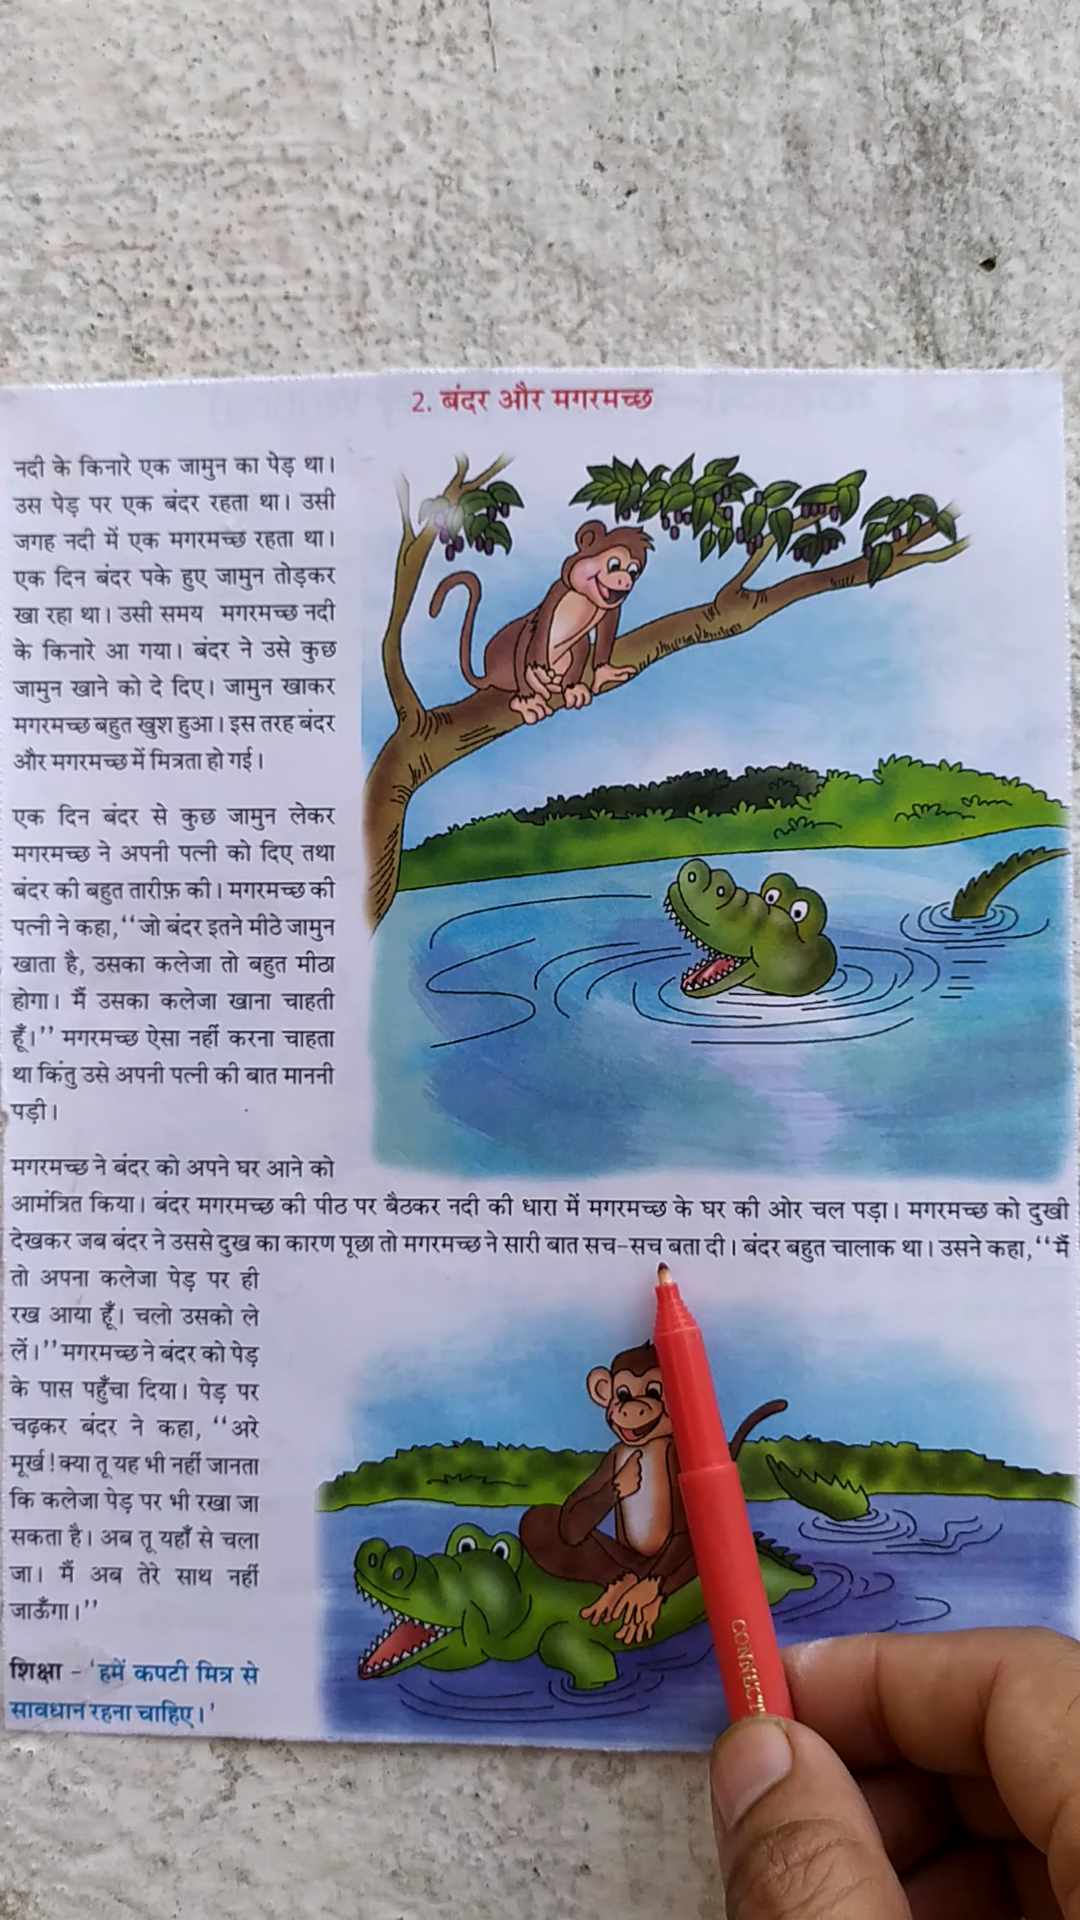 2. बंदर और मगरमच्छ
नदी के किनारे एक जामुन का पेड़ था।
उस पेड़ पर एक बंदर रहता था। उसी
जगह नदी में एक मगरमच्छ रहता था।
एक दिन बंदर पके हुए जामुन तोड़कर
खा रहा था। उसी समय मगरमच्छ नदी
के किनारे आ गया। बंदर ने उसे कुछ
जामुन खाने को दे दिए। जामुन खाकर
मगरमच्छ बहुत खुश हुआ। इस तरह बंदर
और मगरमच्छ में मित्रता हो गई।
एक दिन बंदर से कुछ जामुन लेकर
मगरमच्छ ने अपनी पत्नी को दिए तथा
बंदर की बहुत तारीफ़ की। मगरमच्छ की
पत्नी ने कहा, ‘‘जो बंदर इतने मीठे जामुन
खाता है, उसका कलेजा तो बहुत मीठा
होगा। मैं उसका कलेजा खाना चाहती
हूँ।’’ मगरमच्छ ऐसा नहीं करना चाहता
था किंतु उसे अपनी पत्नी की बात माननी
पड़ी।
मगरमच्छ ने बंदर को अपने घर आने को
आमंत्रित किया। बंदर मगरमच्छ की पीठ पर बैठकर नदी की धारा में मगरमच्छ के घर की ओर चल पड़ा। मगरमच्छ को दुखी
देखकर जब बंदर ने उससे दुख का कारण पूछा तो मगरमच्छ ने सारी बात सच-सच बता दी। बंदर बहुत चालाक था। उसने कहा, ‘‘मैं
तो अपना कलेजा पेड़ पर ही
रख आया हूँ। चलो उसको ले
लें।’’ मगरमच्छ ने बंदर को पेड़
के पास पहुँचा दिया। पेड़ पर
चढ़कर बंदर ने कहा, ‘‘अरे
मूर्ख! क्या तू यह भी नहीं जानता
कि कलेजा पेड़ पर भी रखा जा
सकता है। अब तू यहाँ से चला
जा। मैं अब तेरे साथ नहीं
जाऊँगा।’’
शिक्षा - ‘हमें कपटी मित्र से
सावधान रहना चाहिए।’
CONNECT